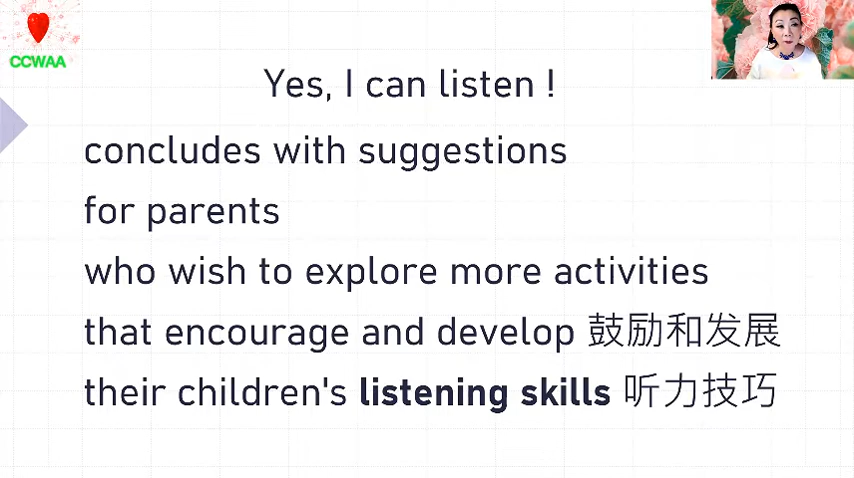 CCWAA
Yes, I can listen !
concludes with suggestions
for parents
who wish to explore more activities
that encourage and develop 鼓励和发展
their children's listening skills 听力技巧